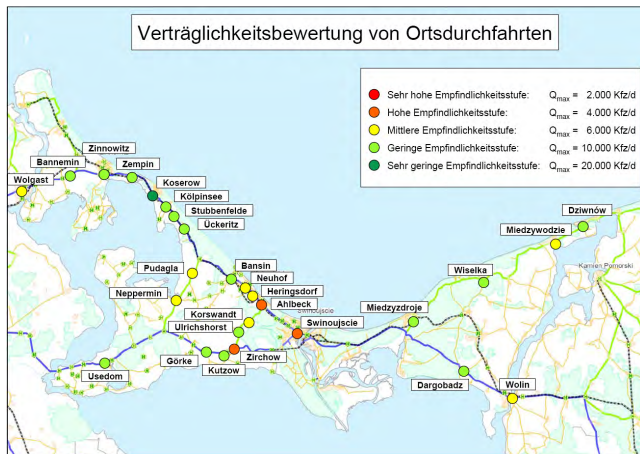 Verträglichkeitsbewertung von Ortsdurchfahrten
Sehr hohe Empfindlichkeitsstufe: Qmax = 2.000 Kfz/d
Hohe Empfindlichkeitsstufe: Qmax = 4.000 Kfz/d
Mittlere Empfindlichkeitsstufe: Qmax = 6.000 Kfz/d
Geringe Empfindlichkeitsstufe: Qmax = 10.000 Kfz/d
Sehr geringe Empfindlichkeitsstufe: Qmax = 20.000 Kfz/d
Zinnowitz
Bannemin
Zempin
Wolgast
Koserow
Kölpinsee
Stubbenfelde
Ückeritz
Dziwnów
Miedzywodzie
Kamien Pomorski
Pudagla
Bansin
Neuhof
Wiselka
Neppermin
Heringsdorf
Ahlbeck
Swinoujscie
Korswandt
Swinoujscie
Miedzyzdroje
Ulrichshorst
Görke
Zirchow
Kutzow
Usedom
Dargobadz
Wolin